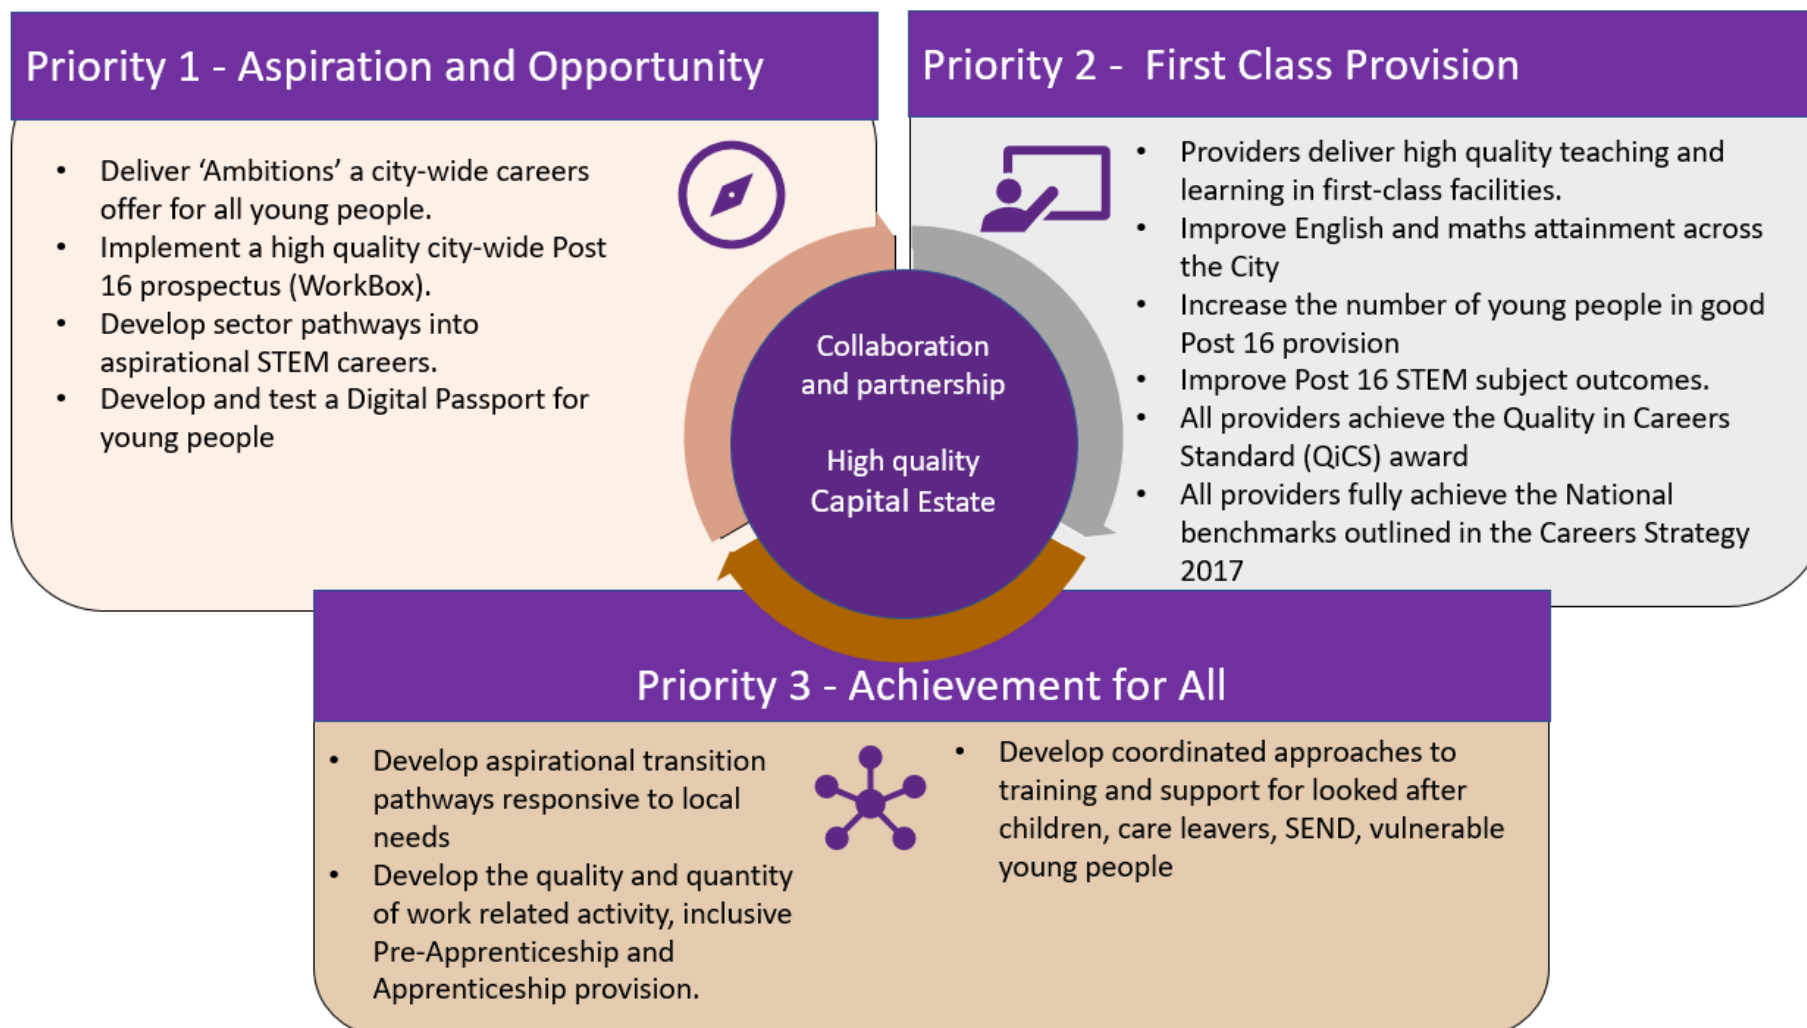 Priority 1 - Aspiration and Opportunity
• Deliver ‘Ambitions’ a city-wide careers
offer for all young people.
• Implement a high quality city-wide Post
16 prospectus (WorkBox).
• Develop sector pathways into
aspirational STEM careers.
• Develop and test a Digital Passport for
young people
Priority 2 - First Class Provision
• Providers deliver high quality teaching and
learning in first-class facilities.
• Improve English and maths attainment across
the City
• Increase the number of young people in good
Post 16 provision
• Improve Post 16 STEM subject outcomes.
• All providers achieve the Quality in Careers
Standard (QiCS) award
• All providers fully achieve the National
benchmarks outlined in the Careers Strategy
2017
Collaboration
and partnership
High quality
Capital Estate
Priority 3 - Achievement for All
• Develop aspirational transition
pathways responsive to local
needs
• Develop the quality and quantity
of work related activity, inclusive
Pre-Apprenticeship and
Apprenticeship provision.
• Develop coordinated approaches to
training and support for looked after
children, care leavers, SEND, vulnerable
young people